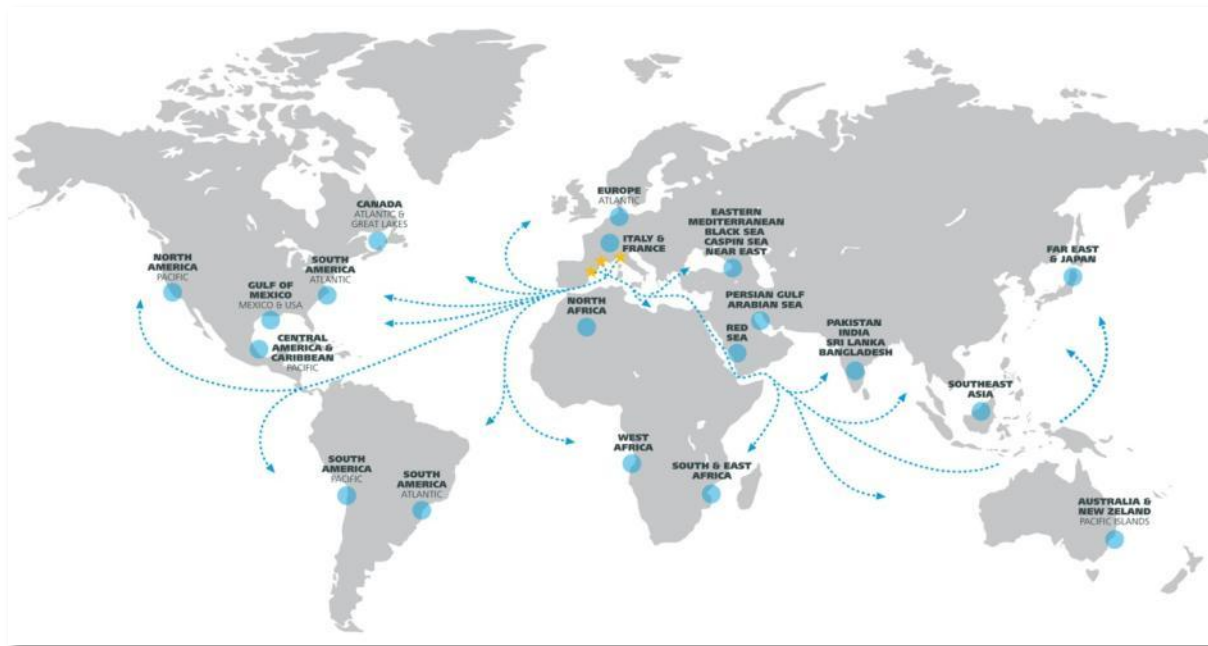 EUROPE
ATLANTIC
CANADA
ATLANTIC &
GREAT LAKES
EASTERN
MEDITERRANEAN
BLACK SEA
CASPIN SEA
NEAR EAST
ITALY &
FRANCE
NORTH
AMERICA
PACIFIC
SOUTH
AMERICA
ATLANTIC
FAR EAST
& JAPAN
GULF OF
MEXICO
MEXICO & USA
NORTH
AFRICA
PERSIAN GULF
ARABIAN SEA
RED
SEA
PAKISTAN
INDIA
SRI LANKA
BANGLADESH
CENTRAL
AMERICA &
CARIBBEAN
PACIFIC
SOUTHEAST
ASIA
WEST
AFRICA
SOUTH & EAST
AFRICA
SOUTH
AMERICA
PACIFIC
SOUTH
AMERICA
ATLANTIC
AUSTRALIA &
NEW ZELAND
PACIFIC ISLANDS